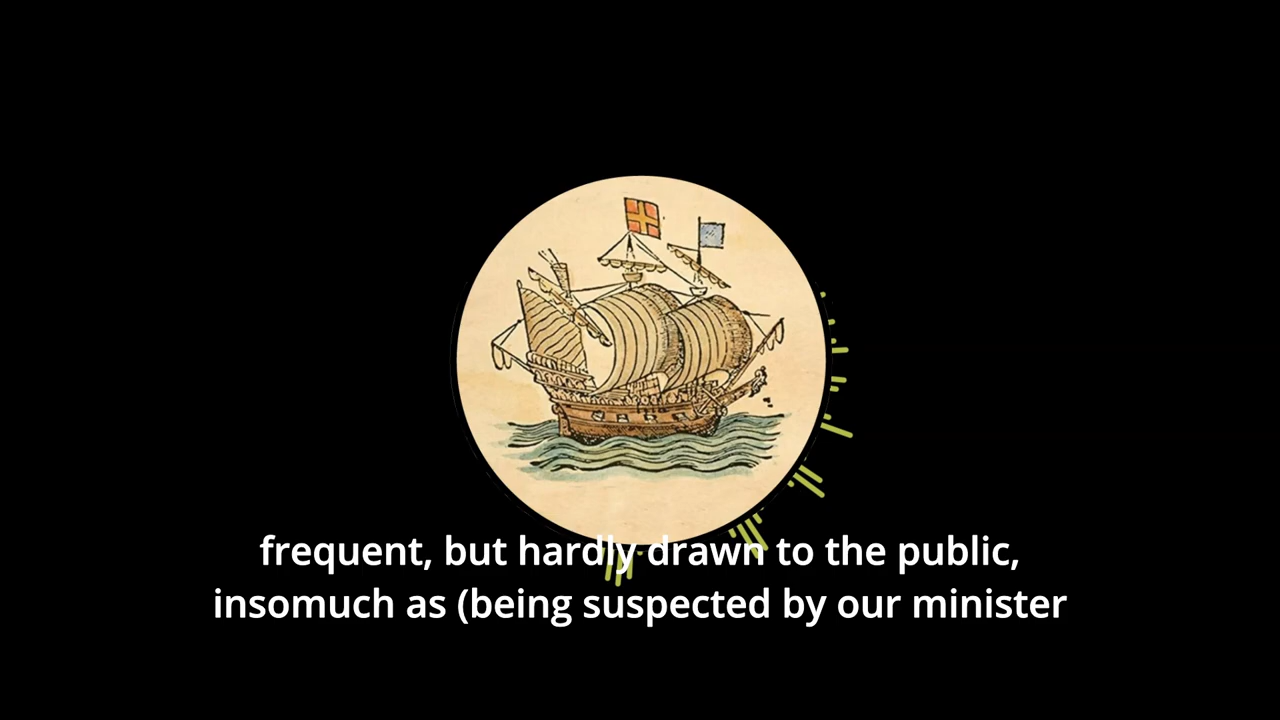 frequent, but hardly drawn to the public,
insomuch as (being suspected by our minister